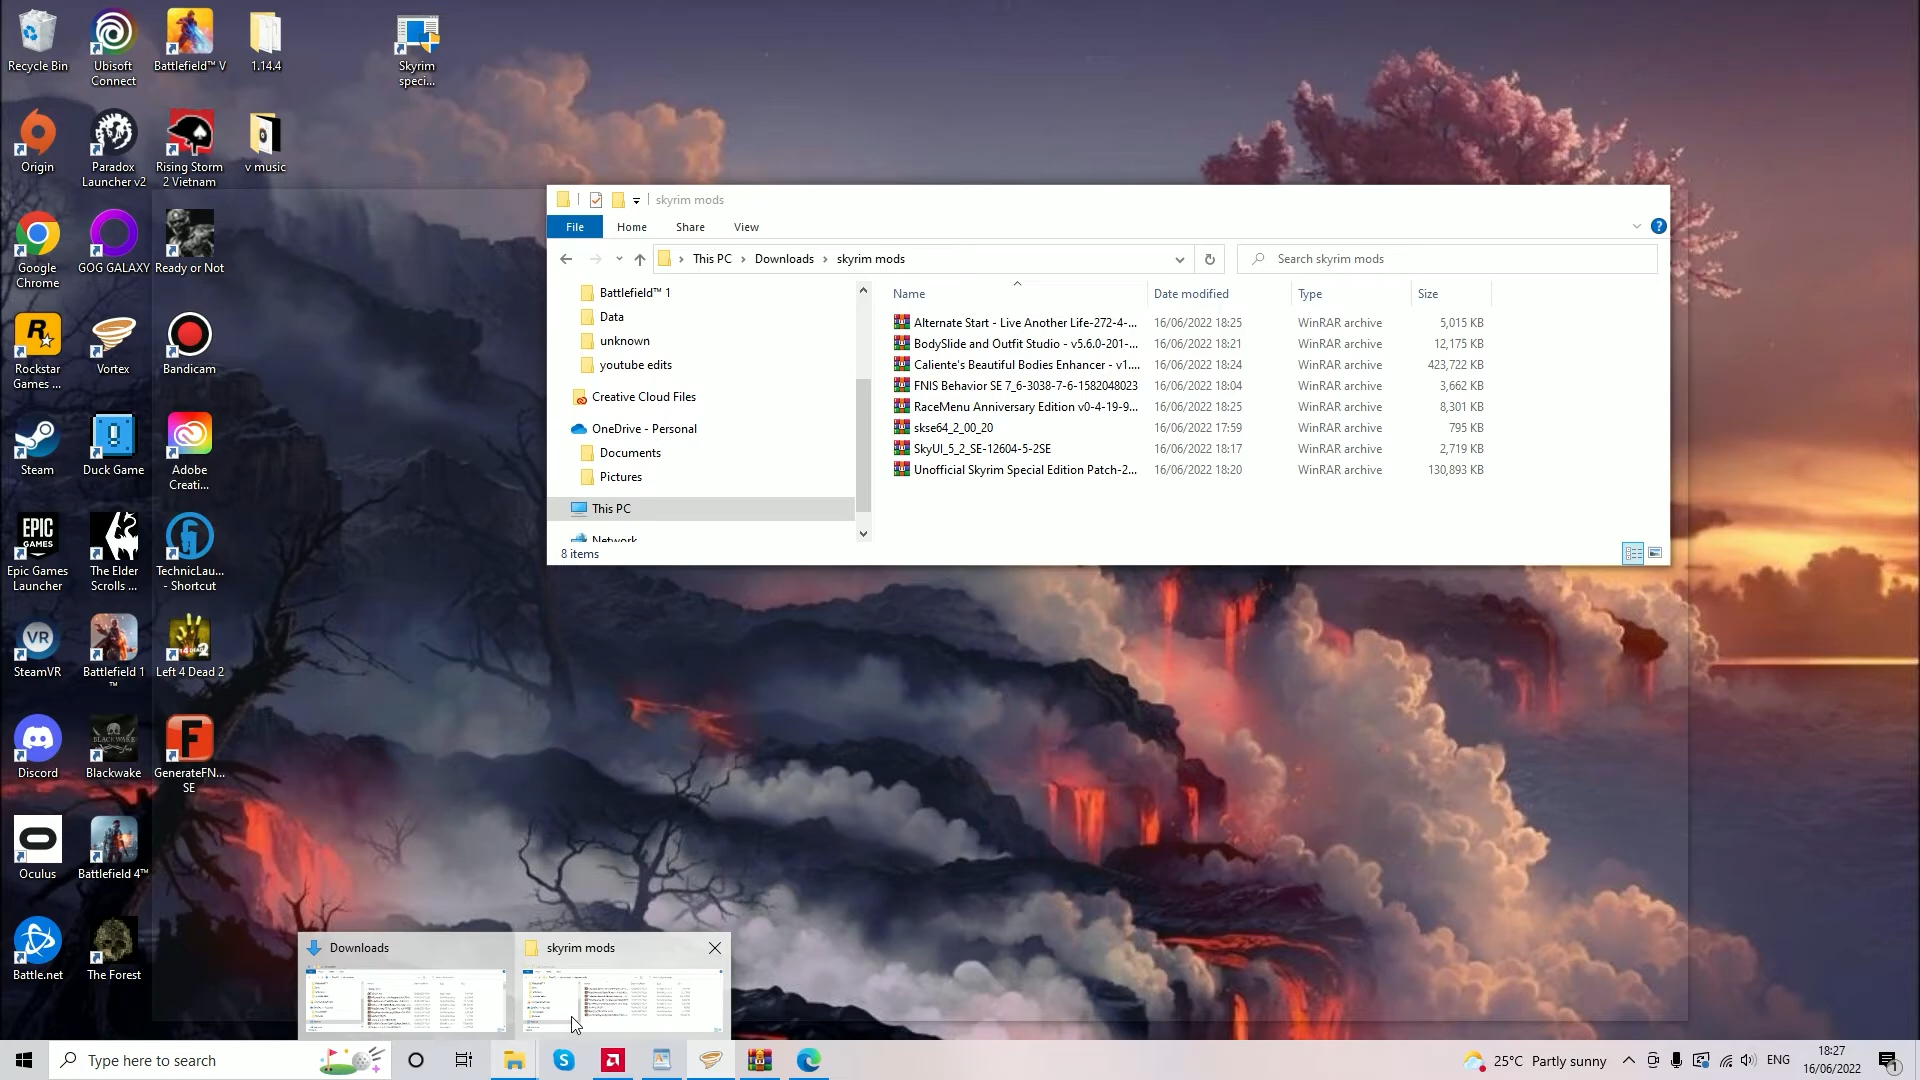 Recycle Bin
Ubisoft
Connect
Battlefield™ V
1.14.4
Skyrim
speci...
Origin
Paradox
Launcher v2
Rising Storm
2 Vietnam
v music
Google
Chrome
GOG GALAXY
Ready or Not
Rockstar
Games ...
Vortex
Bandicam
Steam
Duck Game
Adobe
Creati...
EPIC
GAMES
Epic Games
Launcher
The Elder
Scrolls ...
TechnicLau...
- Shortcut
VR
SteamVR
Battlefield 1
™
Left 4 Dead 2
Discord
BLACKWAKE
Blackwake
GenerateFN...
SE
Oculus
Battlefield 4™
Battle.net
The Forest
skyrim mods
File
Home
Share
View
This PC
Downloads
skyrim mods
Search skyrim mods
Battlefield™ 1
Data
unknown
youtube edits
Creative Cloud Files
OneDrive - Personal
Documents
Pictures
This PC
Network
8 items
Name Date modified Type Size
Alternate Start - Live Another Life-272-4-... 16/06/2022 18:25 WinRAR archive 5,015 KB
BodySlide and Outfit Studio - v5.6.0-201-... 16/06/2022 18:21 WinRAR archive 12,175 KB
Caliente's Beautiful Bodies Enhancer - v1.... 16/06/2022 18:24 WinRAR archive 423,722 KB
FNIS Behavior SE 7_6-3038-7-6-1582048023 16/06/2022 18:04 WinRAR archive 3,662 KB
RaceMenu Anniversary Edition v0-4-19-9... 16/06/2022 18:25 WinRAR archive 8,301 KB
skse64_2_00_20 16/06/2022 17:59 WinRAR archive 795 KB
SkyUI_5_2_SE-12604-5-2SE 16/06/2022 18:17 WinRAR archive 2,719 KB
Unofficial Skyrim Special Edition Patch-2... 16/06/2022 18:20 WinRAR archive 130,893 KB
Downloads
skyrim mods
Type here to search
25°C Partly sunny
ENG
18:27
16/06/2022
1